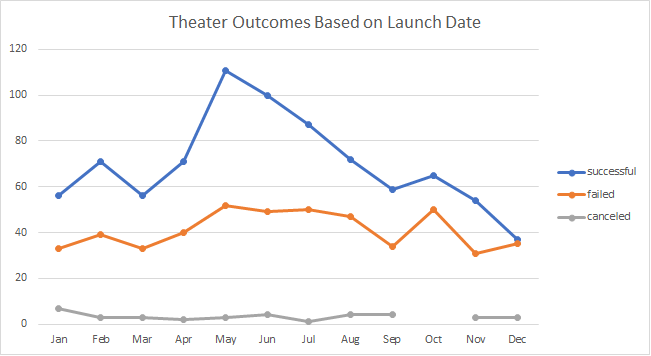 Theater Outcomes Based on Launch Date
120
100
80
60
40
20
0
Jan Feb Mar Apr May Jun Jul Aug Sep Oct Nov Dec
successful
failed
canceled